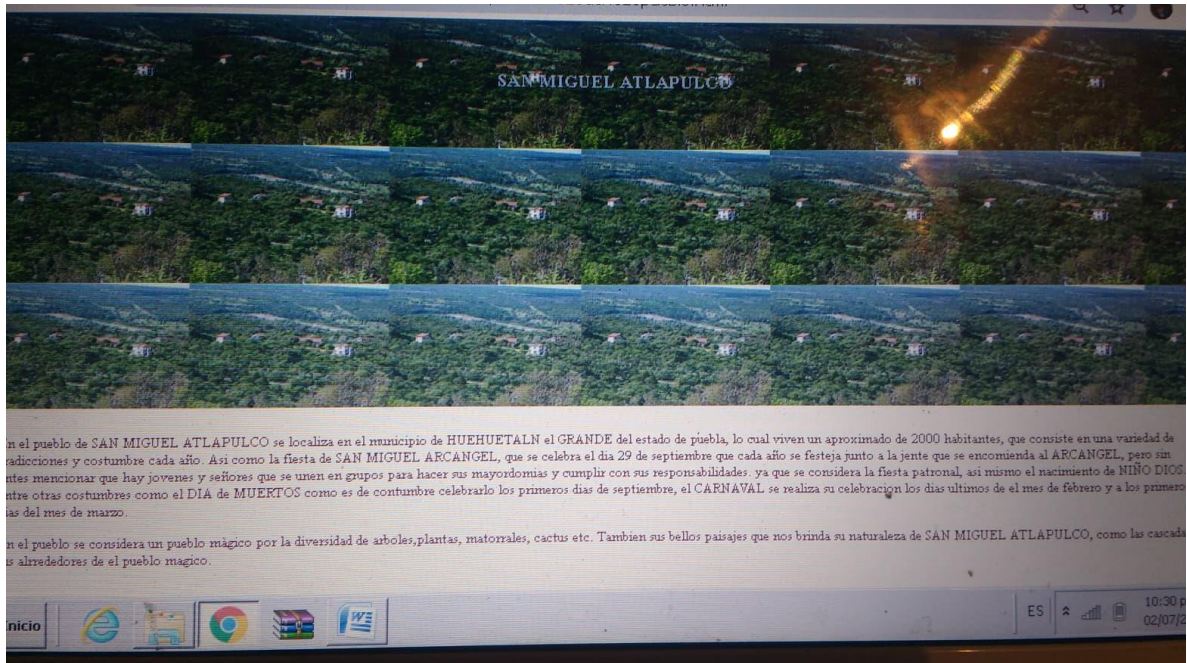 SAN MIGUEL ATLAPULCO
n el pueblo de SAN MIGUEL ATLAPULCO se localiza en el municipio de HUEHUETALN el GRANDE del estado de puebla, lo cual viven un aproximado de 2000 habitantes, que consiste en una variedad de
radicciones y costumbre cada año. Asi como la fiesta de SAN MIGUEL ARCANGEL, que se celebra el dia 29 de septiembre que cada año se festeja junto a la jente que se encomienda al ARCANGEL, pero sin
ntes mencionar que hay jovenes y señores que se unen en grupos para hacer sus mayordomias y cumplir con sus responsabilidades. ya que se considera la fiesta patronal, asi mismo el nacimiento de NIÑO DIOS.
ntre otras costumbres como el DIA de MUERTOS como es de contumbre celebrarlo los primeros dias de septiembre, el CARNAVAL se realiza su celebracion los dias ultimos de el mes de febrero y a los primero
ias del mes de marzo.
n el pueblo se considera un pueblo màgico por la diversidad de arboles,plantas, matorrales, cactus etc. Tambien sus bellos paisajes que nos brinda su naturaleza de SAN MIGUEL ATLAPULCO, como las cascada
s alrrededores de el pueblo magico.
nicio
ES
10:30 p
02/07/2